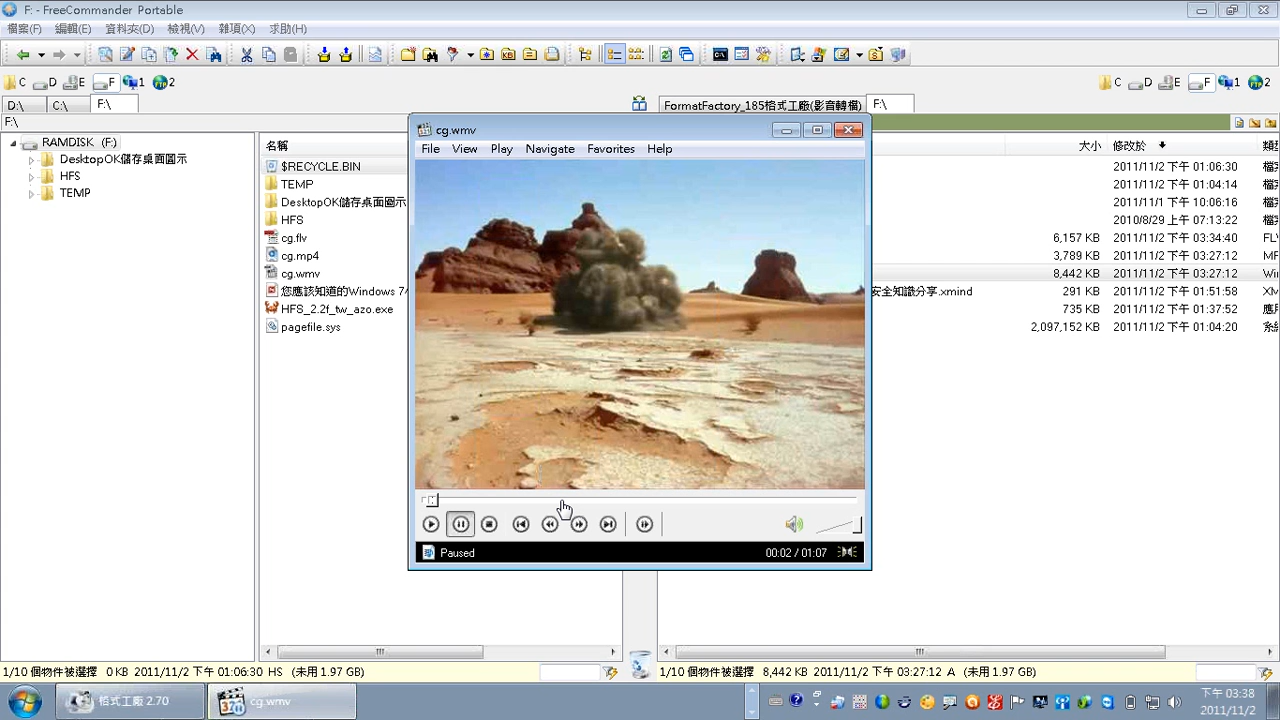 F: - FreeCommander Portable
檔案(F) 編輯(E) 資料夾(D) 檢視(V) 雜項(X) 求助(H)
C D E F 1 2
C D E F 1 2
D:\ C:\ F:\
FormatFactory_185格式工廠(影音轉檔) F:\
F:\
RAMDISK (F:)
DesktopOK儲存桌面圖示
HFS
TEMP
名稱
$RECYCLE.BIN
TEMP
DesktopOK儲存桌面圖示
HFS
cg.flv
cg.mp4
cg.wmv
您應該知道的Windows 7
HFS_2.2f_tw_azo.exe
pagefile.sys
cg.wmv
File View Play Navigate Favorites Help
Paused 00:02 / 01:07
大小 修改於
2011/11/2 下午 01:06:30
2011/11/2 下午 01:04:14
2011/11/1 下午 10:06:16
2010/8/29 上午 07:13:22
6,157 KB 2011/11/2 下午 03:34:40
3,789 KB 2011/11/2 下午 03:27:12
8,442 KB 2011/11/2 下午 03:27:12
安全知識分享.xmind 291 KB 2011/11/2 下午 01:51:58
735 KB 2011/11/2 下午 01:37:52
2,097,152 KB 2011/11/2 下午 01:04:20
1/10 個物件被選擇 0 KB 2011/11/2 下午 01:06:30 HS (未用 1.97 GB)
1/10 個物件被選擇 8,442 KB 2011/11/2 下午 03:27:12 A (未用 1.97 GB)
格式工廠 2.70
cg.wmv
下午 03:38
2011/11/2